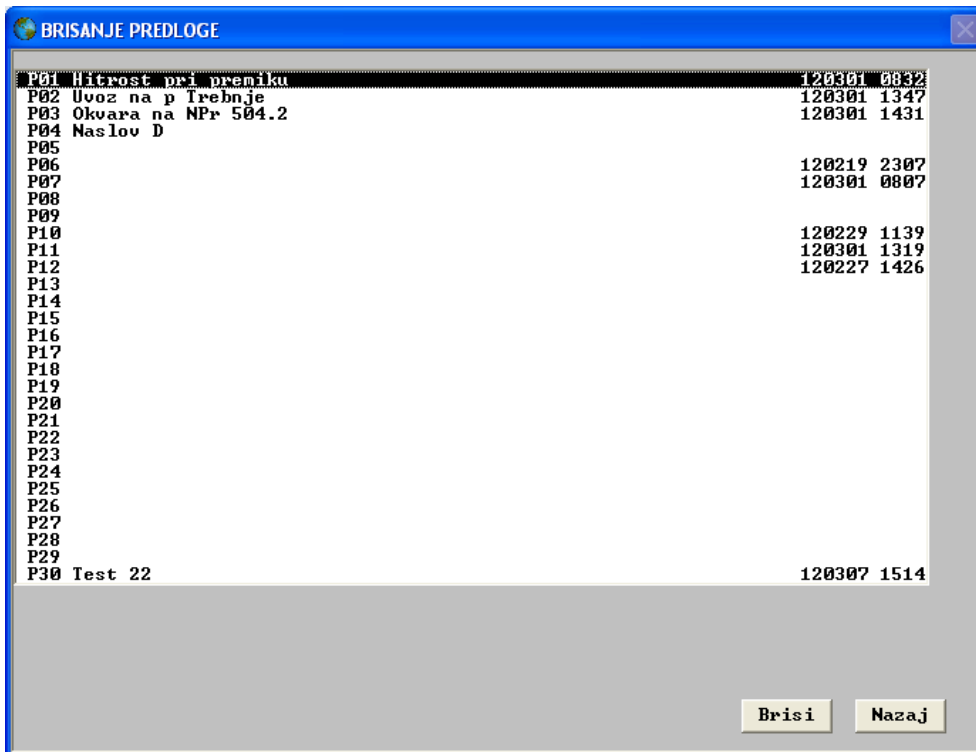 BRISANJE PREDLOGE
P01 Hitrost pri premiku 120301 0832
P02 Uvoz na p Trebnje 120301 1347
P03 Okvara na NPr 504.2 120301 1431
P04 Naslov D
P05
P06 120219 2307
P07 120301 0807
P08
P09
P10 120229 1139
P11 120301 1319
P12 120227 1426
P13
P14
P15
P16
P17
P18
P19
P20
P21
P22
P23
P24
P25
P26
P27
P28
P29
P30 Test 22 120307 1514
Brisi Nazaj